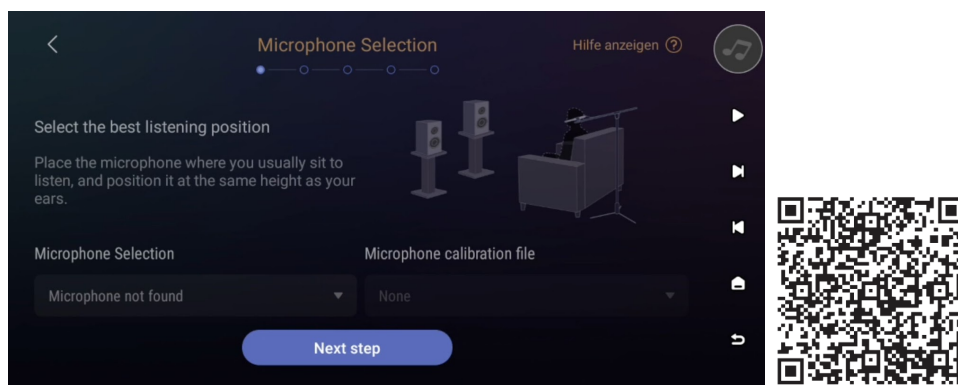 Microphone Selection
Hilfe anzeigen ?
Select the best listening position
Place the microphone where you usually sit to
listen, and position it at the same height as your
ears.
Microphone Selection
Microphone calibration file
Microphone not found
None
Next step